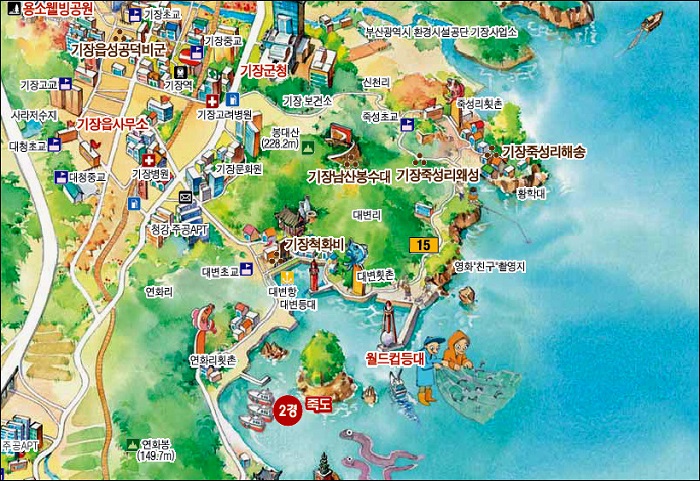 용소웰빙공원
기장초교
기장읍성공덕비군
기장중교
부산광역시 환경시설공단 기장사업소
기장군청
기장고교
기장역
신천리
기장 보건소
죽성리횟촌
사라저수지
기장읍사무소
기장고려병원
죽성초교
대청초교
봉대산
(228.2m)
기장죽성리해송
기장병원
기장문화원
기장남산봉수대
기장죽성리왜성
대청중교
황학대
청강 주공APT
대변리
기장척화비
15
대변초교
영화"친구"촬영지
연화리
대변항
대변횟촌
대변등대
연화리횟촌
월드컵등대
2경
죽도
주공APT
연화봉
(149.7m)